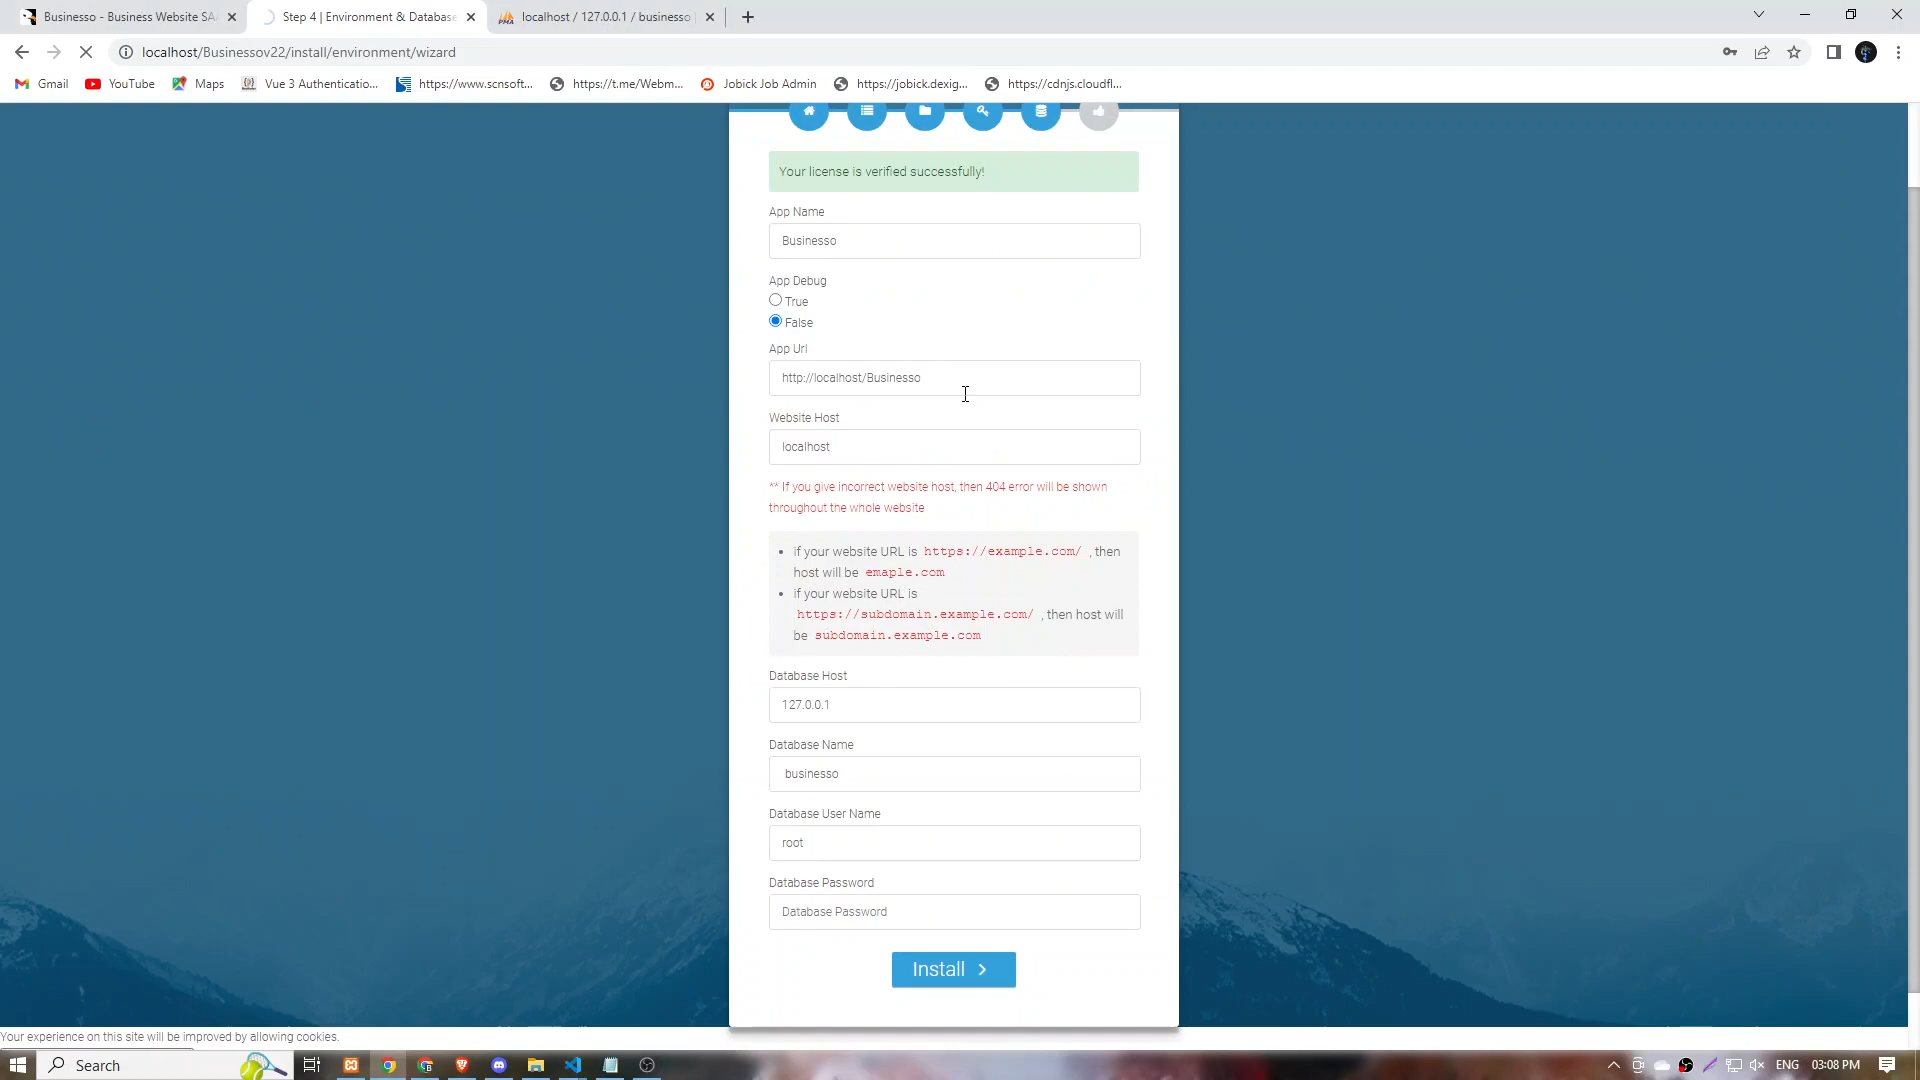 Businesso - Business Website SA
Step 4 | Environment & Database
localhost / 127.0.0.1 / businesso
localhost/Businessov22/install/environment/wizard
Gmail
YouTube
Maps
Vue 3 Authenticatio...
https://www.scnsoft...
https://t.me/Webm...
Jobick Job Admin
https://jobick.dexig...
https://cdnjs.cloudfl...
Your license is verified successfully!
App Name
Businesso
App Debug
True
False
App Url
http://localhost/Businesso
Website Host
localhost
** If you give incorrect website host, then 404 error will be shown
throughout the whole website
if your website URL is https://example.com/ , then
host will be emaple.com
if your website URL is
https://subdomain.example.com/ , then host will
be subdomain.example.com
Database Host
127.0.0.1
Database Name
businesso
Database User Name
root
Database Password
Database Password
Install
Your experience on this site will be improved by allowing cookies.
Search
ENG
03:08 PM